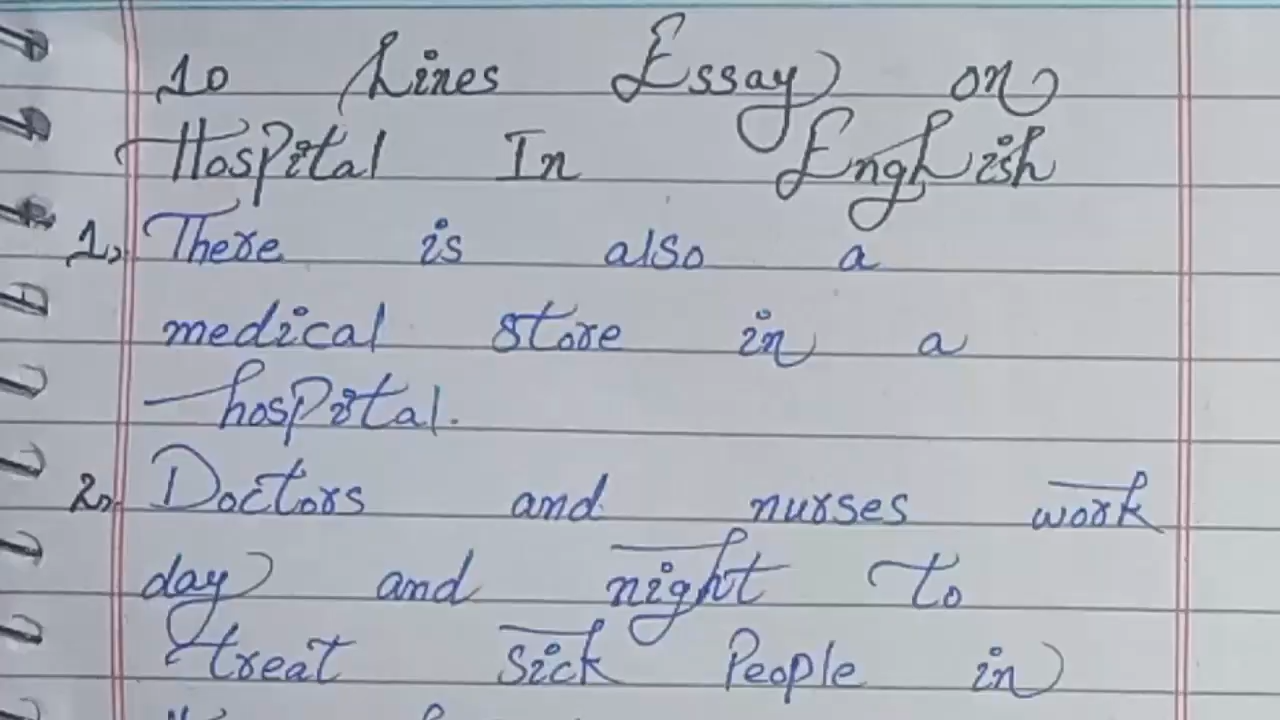 10 Lines Essay on
Hospital In English
1, There is also a
medical store in a
hospital.
2, Doctors and nurses work
day and night to
treat sick People in